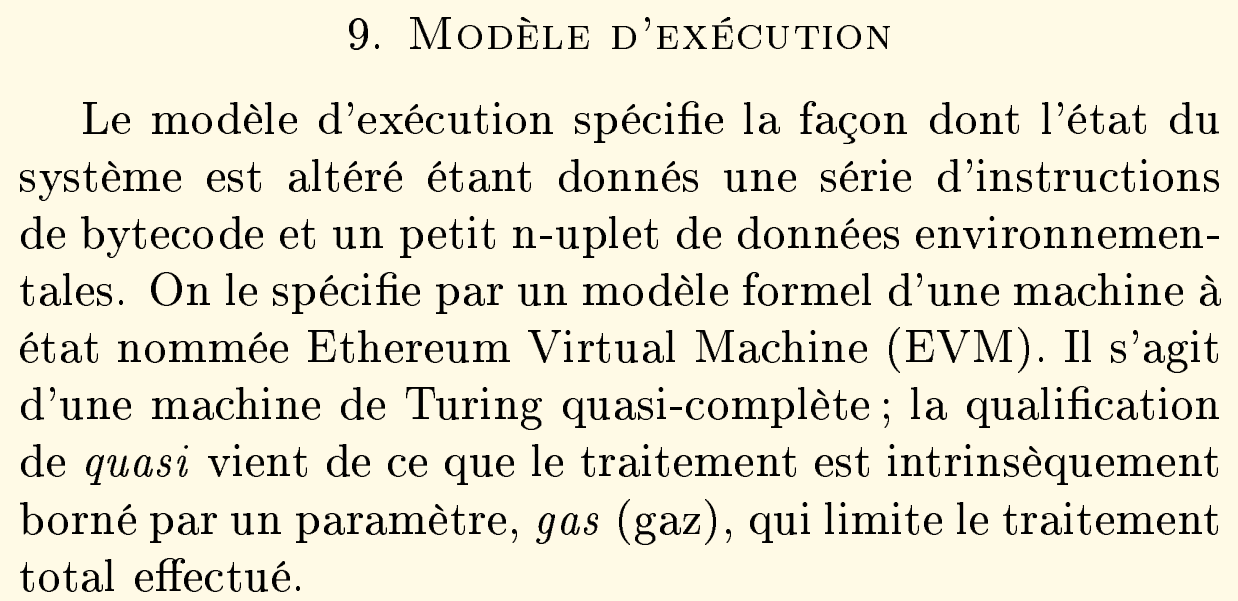 9. Modèle d'exécution
Le modèle d'exécution spécifie la façon dont l'état du
système est altéré étant donnés une série d'instructions
de bytecode et un petit n-uplet de données environnemen-
tales. On le spécifie par un modèle formel d'une machine à
état nommée Ethereum Virtual Machine (EVM). Il s'agit
d'une machine de Turing quasi-complète ; la qualification
de quasi vient de ce que le traitement est intrinsèquement
borné par un paramètre, gas (gaz), qui limite le traitement
total effectué.